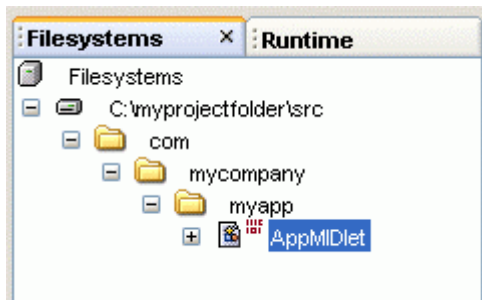 Filesystems × Runtime
Filesystems
C:\myprojectfolder\src
com
mycompany
myapp
AppMIDlet